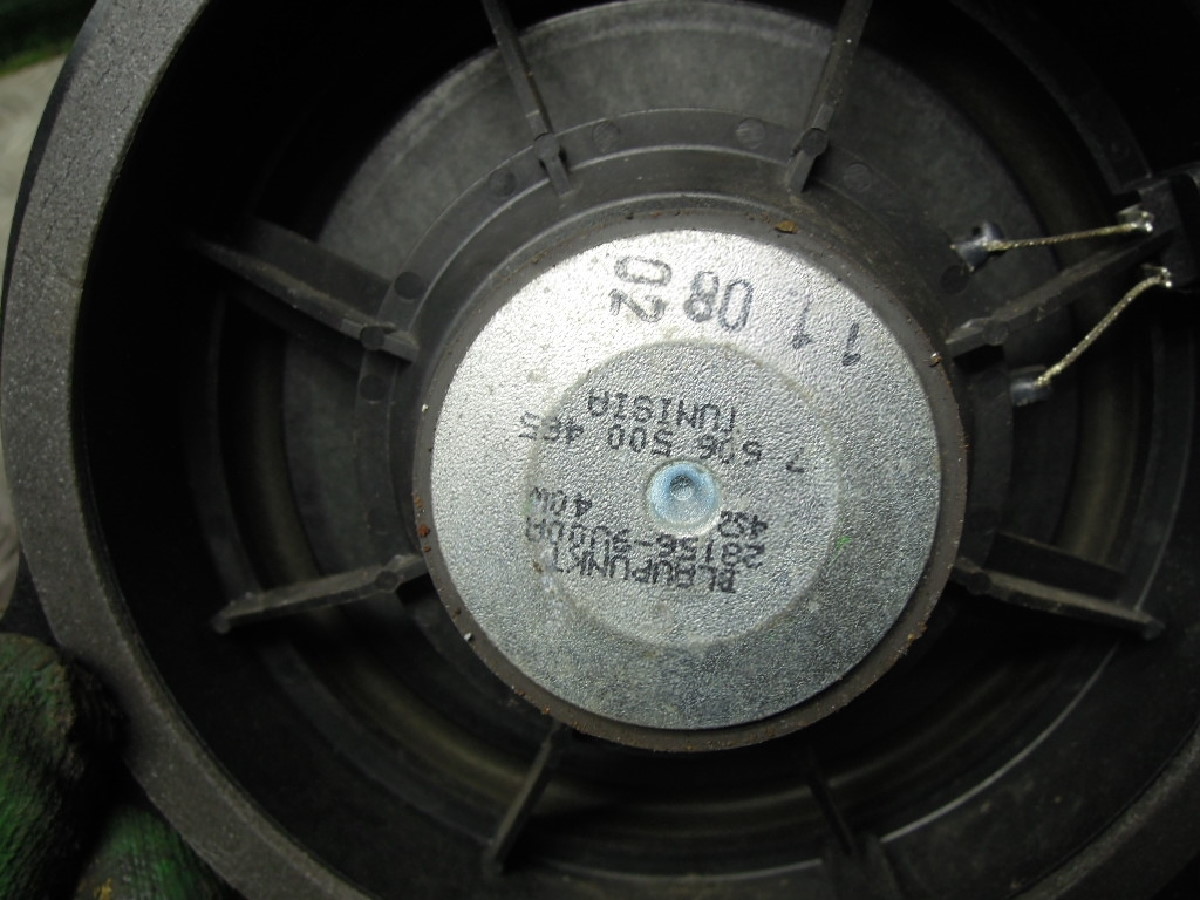 BLAUPUNKT
28156-9U00A
4Ω 40W
7 606 500 465
TUNISIA
11 08 02